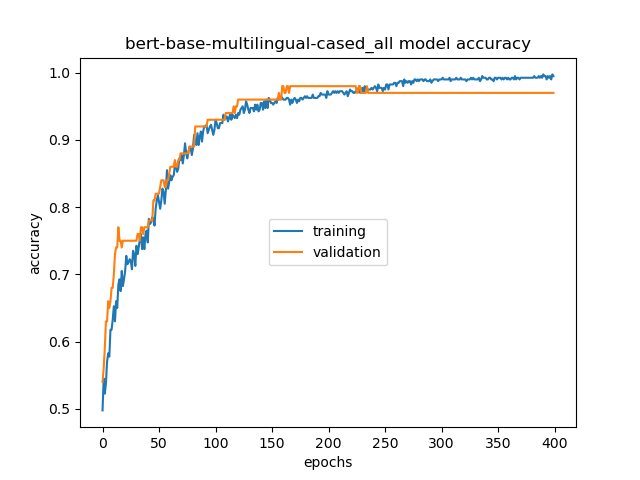 bert-base-multilingual-cased_all model accuracy
1.0
0.9
0.8
0.7
0.6
0.5
accuracy
training
validation
0 50 100 150 200 250 300 350 400
epochs